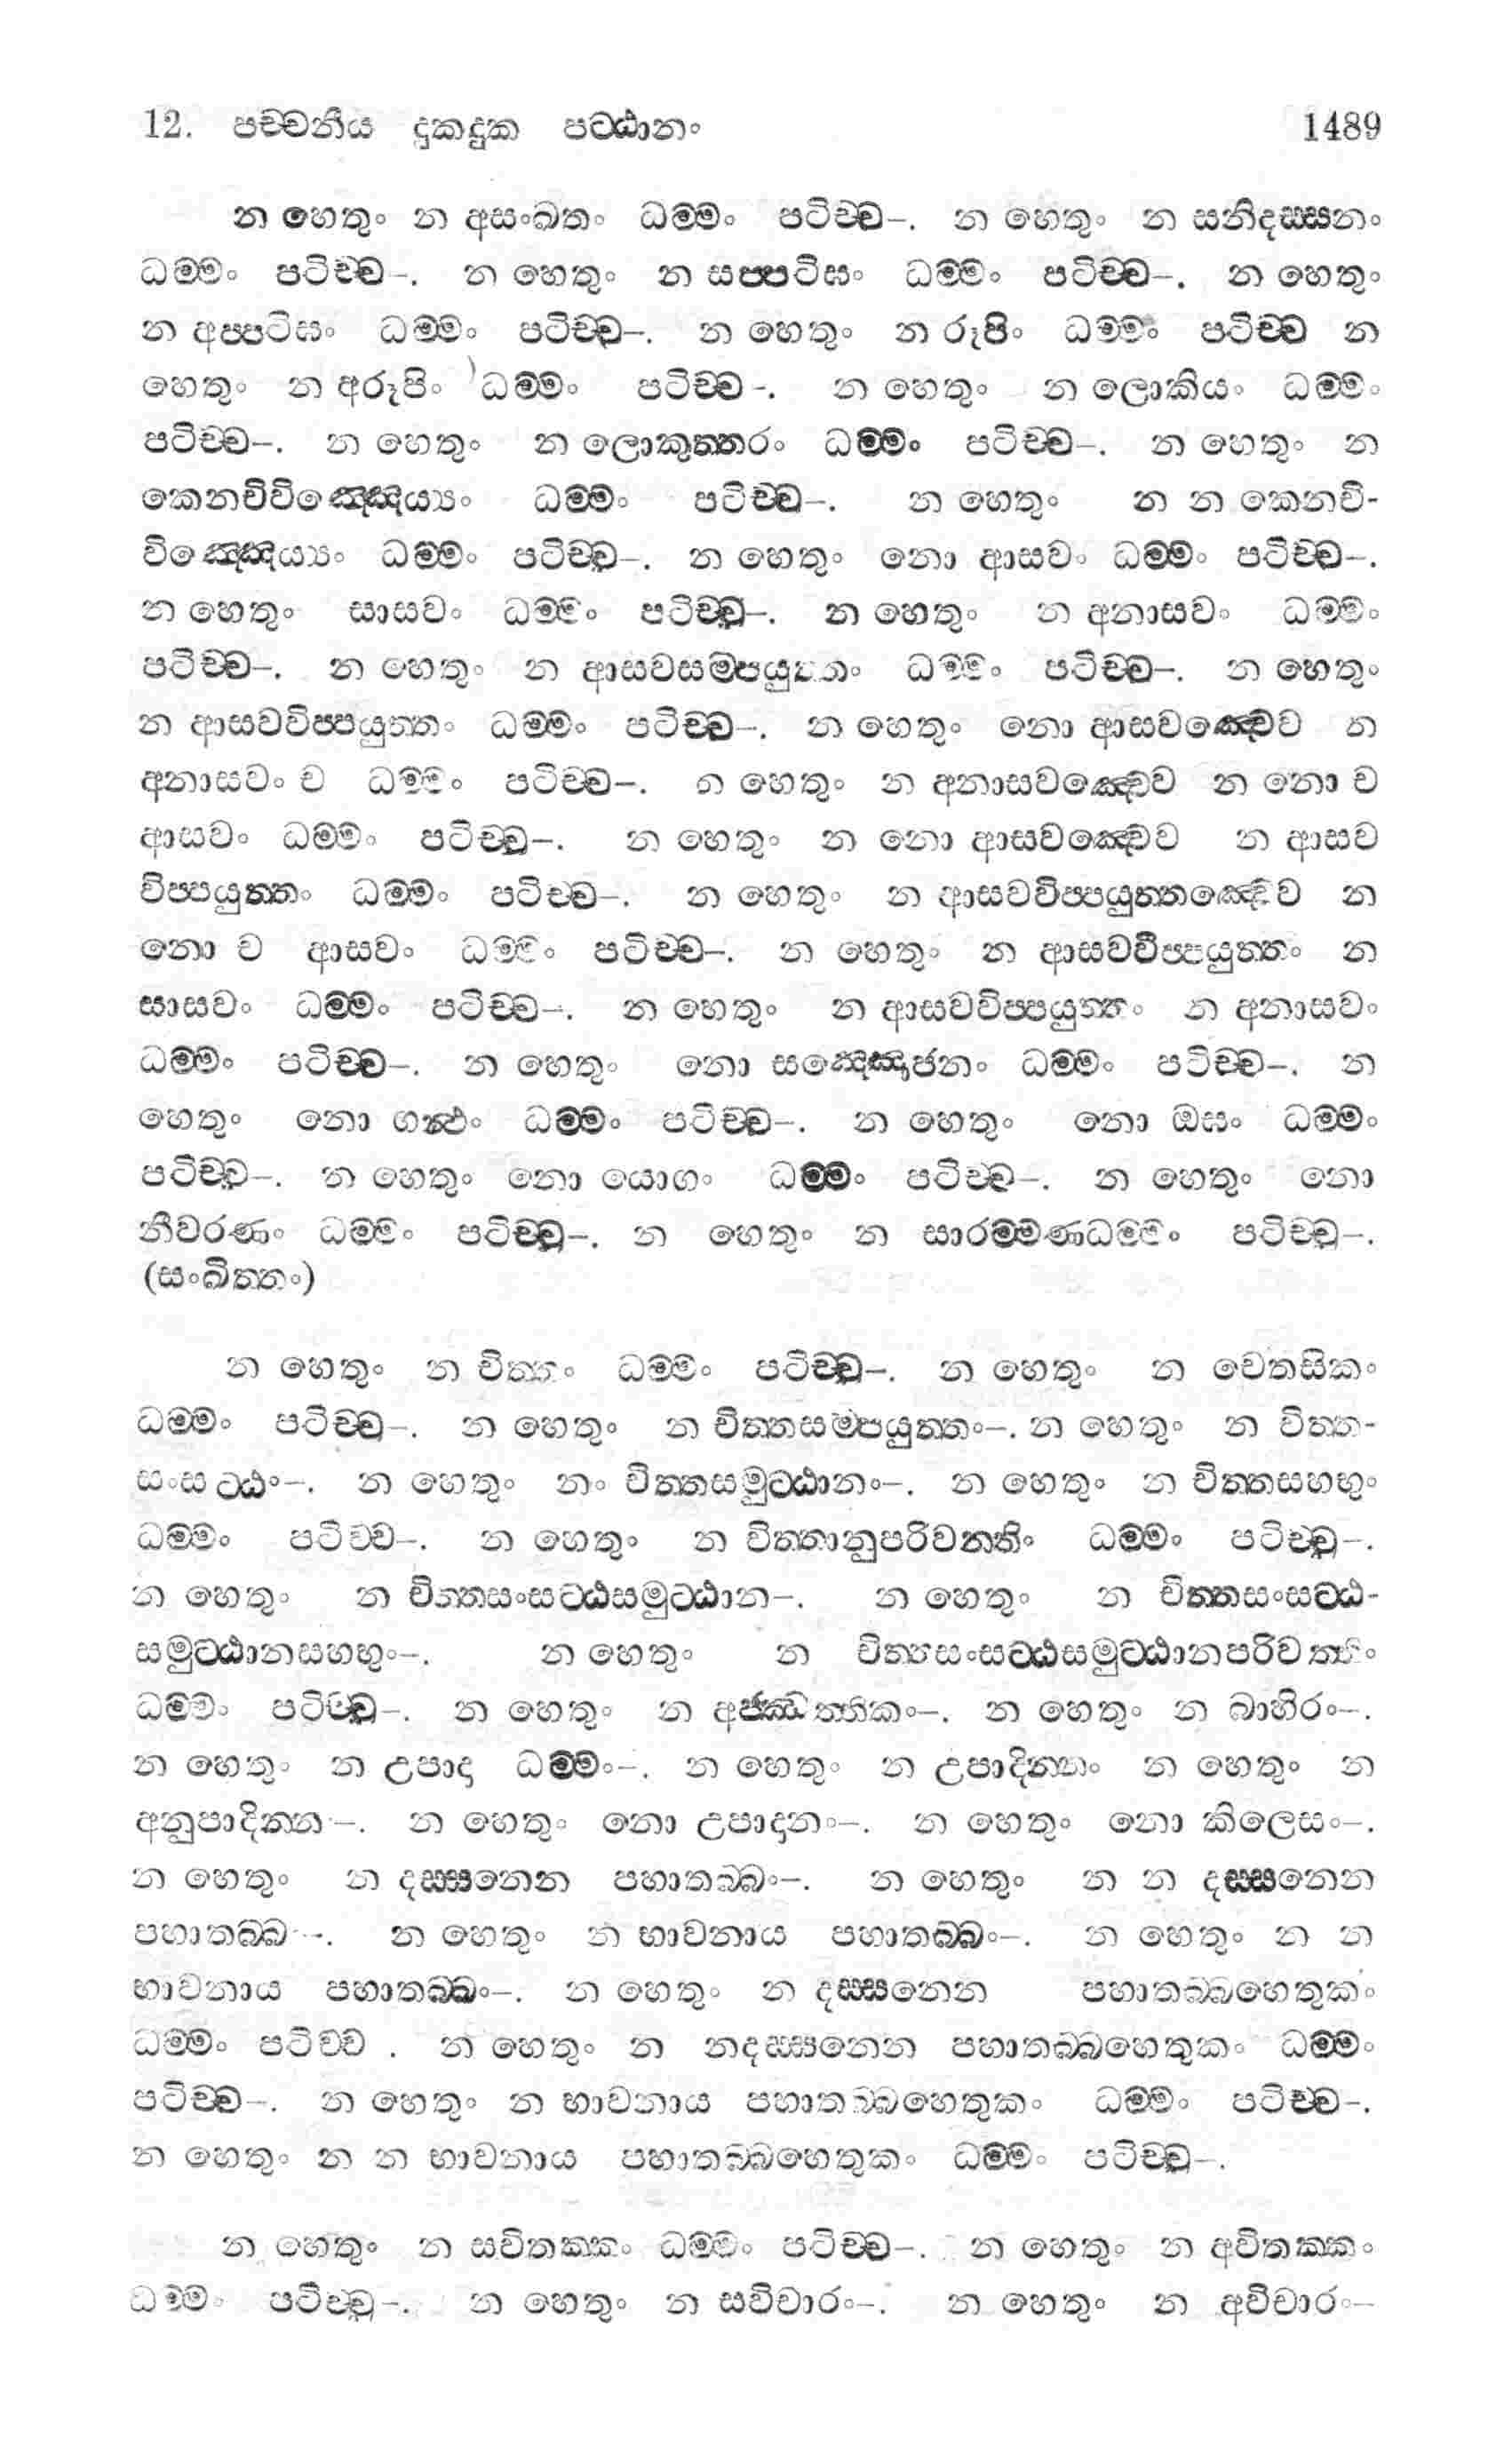 12. පච්චනීය දුකදුක පට්ඨානං 1489
න හෙතුං න අසංඛතං ධම්මං පටිච්ච–. න හෙතුං න සනිදස්සනං
ධම්මං පටිච්ච–. න හෙතුං න සප්පටිඝං ධම්මං පටිච්ච–. න හෙතුං
න අප්පටිඝං ධම්මං පටිච්ච–. න හෙතුං න රූපිං ධම්මං පටිච්ච න
හෙතුං න අරූපිං ධම්මං පටිච්ච-. න හෙතුං න ලොකියං ධම්මං
පටිච්ච–. න හෙතුං න ලොකුත්තරං ධම්මං පටිච්ච–. න හෙතුං න
කෙනචිවිඤ්ඤෙය්‍යං ධම්මං පටිච්ච–. න හෙතුං න න කෙනචි-
විඤ්ඤෙය්‍යං ධම්මං පටිච්ච–. න හෙතුං නො ආසවං ධම්මං පටිච්ච–.
න හෙතුං සාසවං ධම්මං පටිච්ච–. න හෙතුං න අනාසවං ධම්මං
පටිච්ච–. න හෙතුං න ආසවසම්පයුත්තං ධම්මං පටිච්ච–. න හෙතුං
න ආසවවිප්පයුත්තං ධම්මං පටිච්ච–. න හෙතුං නො ආසවඤ්චෙව න
අනාසවං ච ධම්මං පටිච්ච–. න හෙතුං න අනාසවඤ්චෙව න නො ච
ආසවං ධම්මං පටිච්ච–. න හෙතුං න නො ආසවඤ්චෙව න ආසව
විප්පයුත්තං ධම්මං පටිච්ච–. න හෙතුං න ආසවවිප්පයුත්තඤ්චෙව න
නො ච ආසවං ධම්මං පටිච්ච–. න හෙතුං න ආසවවිප්පයුත්තං න
සාසවං ධම්මං පටිච්ච–. න හෙතුං න ආසවවිප්පයුත්තං න අනාසවං
ධම්මං පටිච්ච–. න හෙතුං නො සඤ්ඤොජනං ධම්මං පටිච්ච–. න
හෙතුං නො ගන්ථං ධම්මං පටිච්ච–. න හෙතුං නො ඔඝං ධම්මං
පටිච්ච–. න හෙතුං නො යොගං ධම්මං පටිච්ච–. න හෙතුං නො
නීවරණං ධම්මං පටිච්ච–. න හෙතුං න සාරම්මණධම්මං පටිච්ච–.
(සංඛිත්තං)
න හෙතුං න චිත්තං ධම්මං පටිච්ච–. න හෙතුං න චෙතසිකං
ධම්මං පටිච්ච–. න හෙතුං න චිත්තසම්පයුත්තං–. න හෙතුං න චිත්ත-
සංසට්ඨං–. න හෙතුං නං චිත්තසමුට්ඨානං–. න හෙතුං න චිත්තසහභුං
ධම්මං පටිච්ච–. න හෙතුං න චිත්තානුපරිවත්තිං ධම්මං පටිච්ච–.
න හෙතුං න චිත්තසංසට්ඨසමුට්ඨාන–. න හෙතුං න චිත්තසංසට්ඨ-
සමුට්ඨානසහභුං–. න හෙතුං න චිත්තසංසට්ඨසමුට්ඨානපරිවත්තිං
ධම්මං පටිච්ච–. න හෙතුං න අජ්ඣත්තිකං–. න හෙතුං න බාහිරං–.
න හෙතුං න උපාදා ධම්මං–. න හෙතුං න උපාදින්නං න හෙතුං න
අනුපාදින්න–. න හෙතුං නො උපාදානං–. න හෙතුං නො කිලෙසං–.
න හෙතුං න දස්සනෙන පහාතබ්බං–. න හෙතුං න න දස්සනෙන
පහාතබ්බං–. න හෙතුං න භාවනාය පහාතබ්බං–. න හෙතුං න න
භාවනාය පහාතබ්බං–. න හෙතුං න දස්සනෙන පහාතබ්බහෙතුකං
ධම්මං පටිච්ච . න හෙතුං න නදස්සනෙන පහාතබ්බහෙතුකං ධම්මං
පටිච්ච–. න හෙතුං න භාවනාය පහාතබ්බහෙතුකං ධම්මං පටිච්ච–.
න හෙතුං න න භාවනාය පහාතබ්බහෙතුකං ධම්මං පටිච්ච–.
න හෙතුං න සවිතක්කං ධම්මං පටිච්ච–. න හෙතුං න අවිතක්කං
ධම්මං පටිච්ච–. න හෙතුං න සවිචාරං–. න හෙතුං න අවිචාරං–